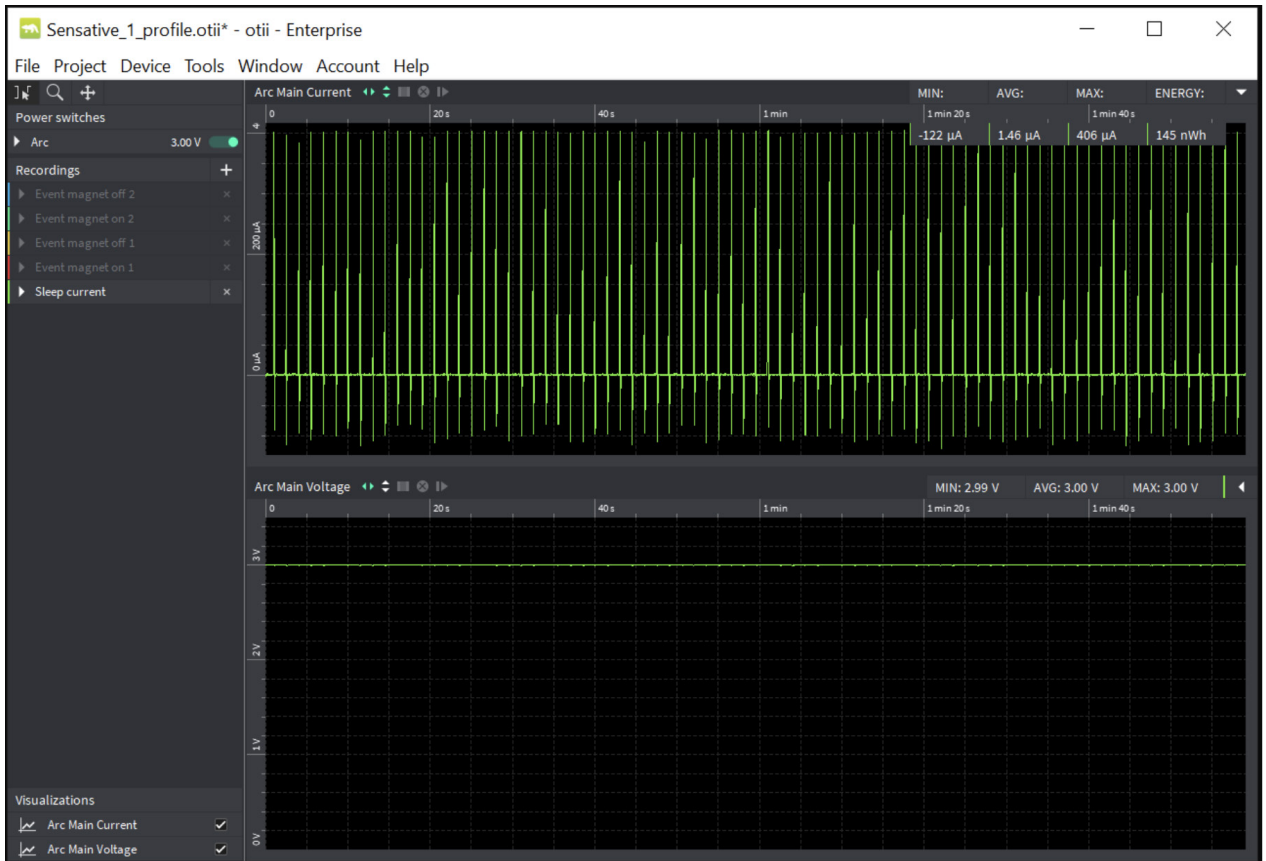 Sensative_1_profile.otii* - otii - Enterprise
File Project Device Tools Window Account Help
Power switches
Arc 3.00 V
Recordings +
Event magnet off 2 ×
Event magnet on 2 ×
Event magnet off 1 ×
Event magnet on 1 ×
Sleep current ×
Arc Main Current MIN: AVG: MAX: ENERGY:
0 20 s 40 s 1 min 1 min 20 s 1 min 40 s
-122 µA 1.46 µA 406 µA 145 nWh
4
200 µA
0 µA
Arc Main Voltage MIN: 2.99 V AVG: 3.00 V MAX: 3.00 V
0 20 s 40 s 1 min 1 min 20 s 1 min 40 s
3 V
2 V
1 V
0 V
Visualizations
Arc Main Current
Arc Main Voltage